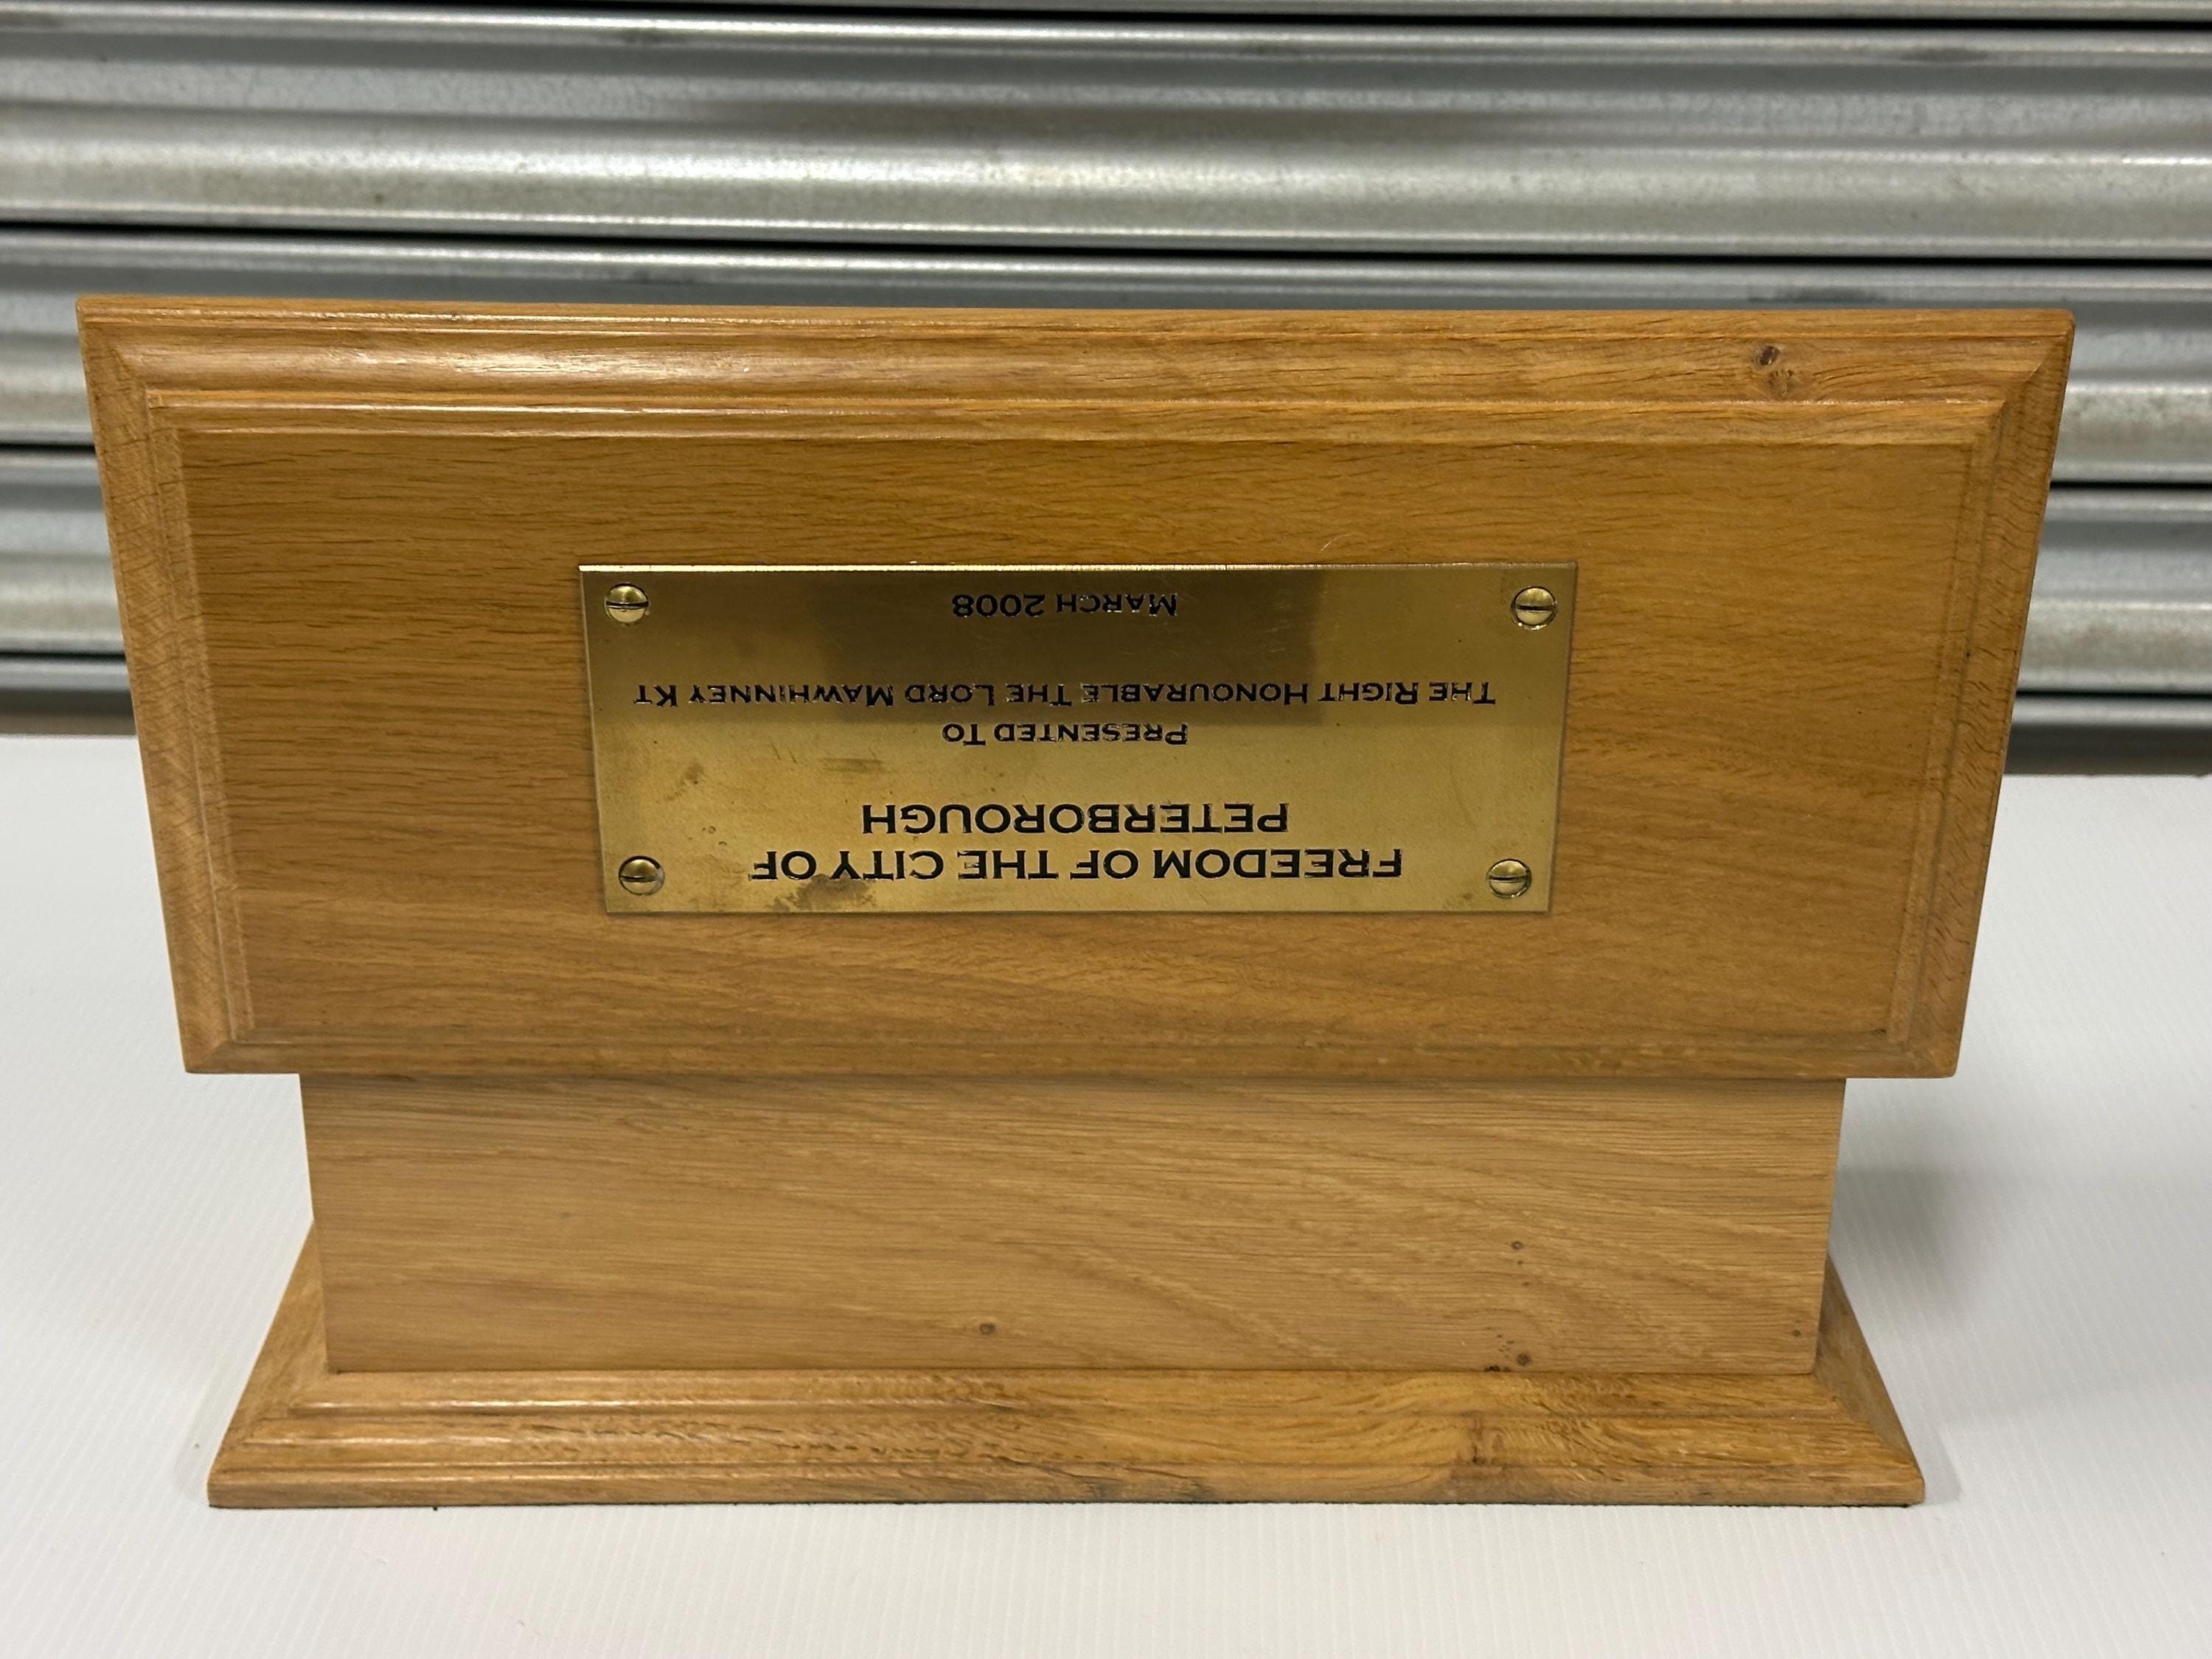 FREEDOM OF THE CITY OF
PETERBOROUGH
PRESENTED TO
THE RIGHT HONOURABLE THE LORD MAWHINNEY KT
MARCH 2008